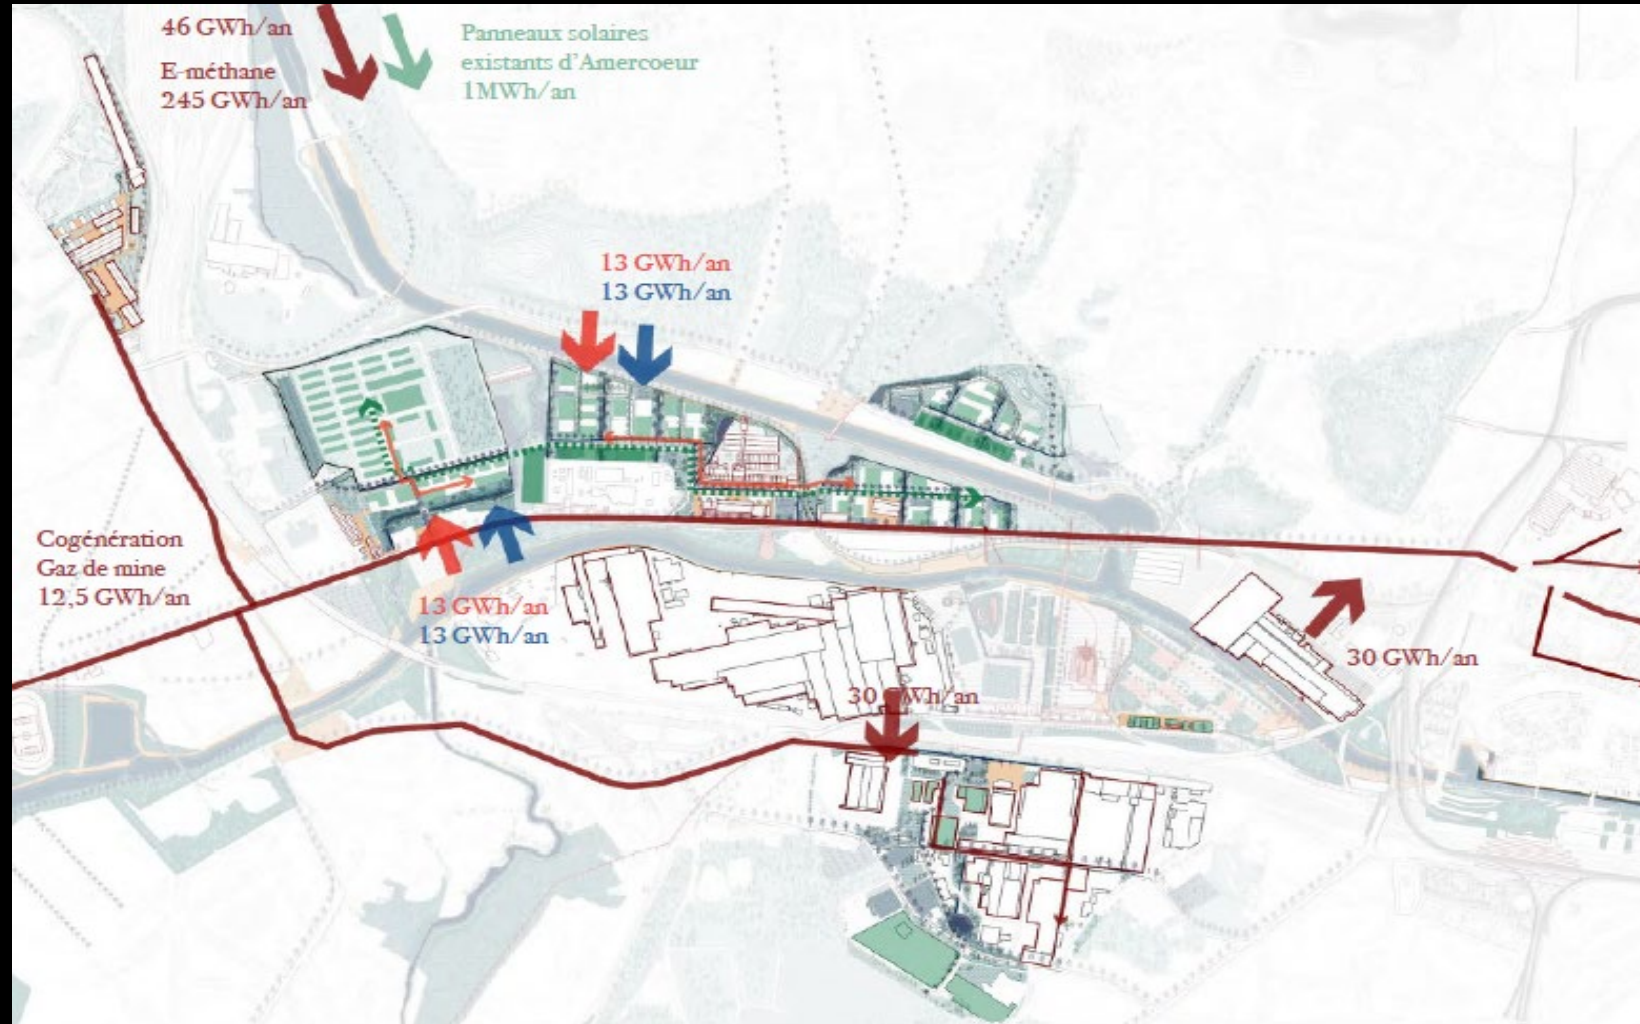 46 GWh/an
E-méthane
245 GWh/an
Panneaux solaires
existants d'Amercoeur
1MWh/an
13 GWh/an
13 GWh/an
Cogénération
Gaz de mine
12,5 GWh/an
13 GWh/an
13 GWh/an
30 GWh/an
30 GWh/an